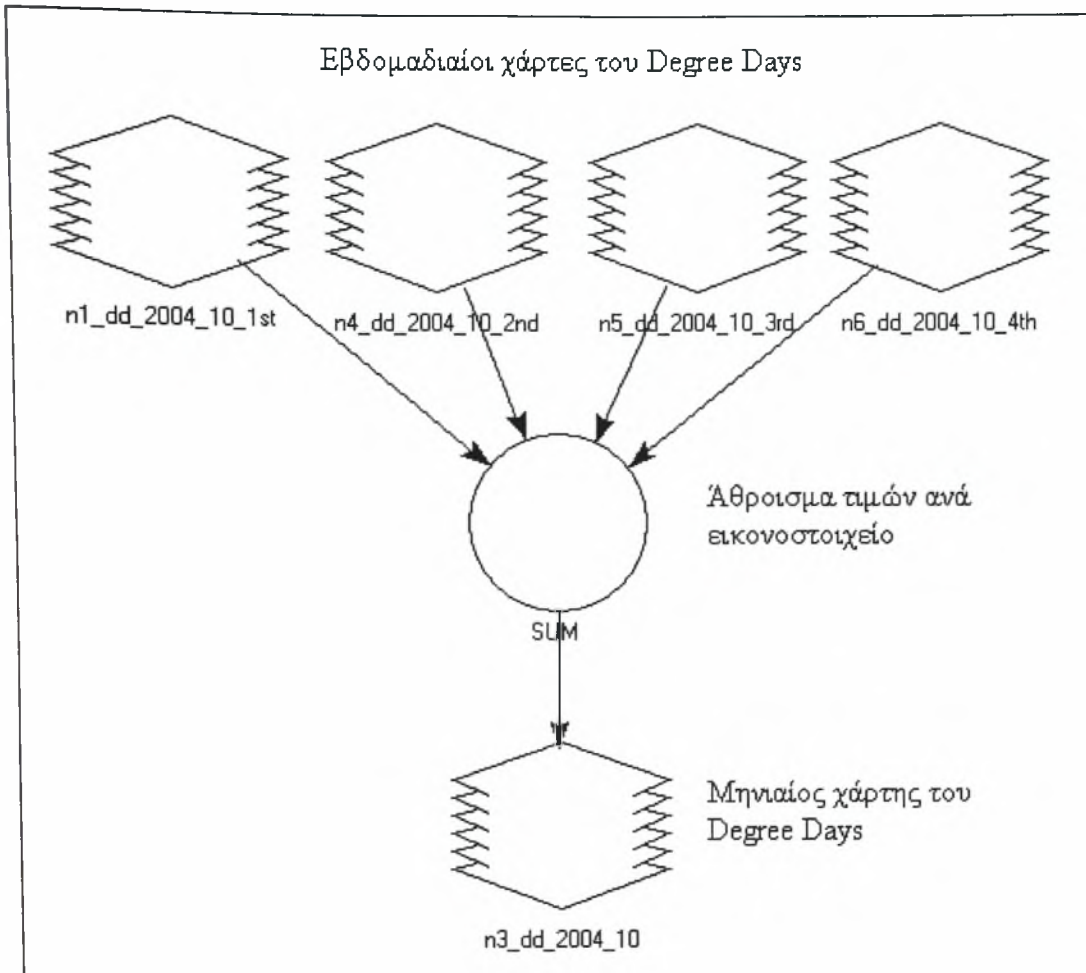 Εβδομαδιαίοι χάρτες του Degree Days
n1_dd_2004_10_1st n4_dd_2004_10_2nd n5_dd_2004_10_3rd n6_dd_2004_10_4th
Άθροισμα τιμών ανά
εικονοστοιχείο
SUM
Μηνιαίος χάρτης του
Degree Days
n3_dd_2004_10